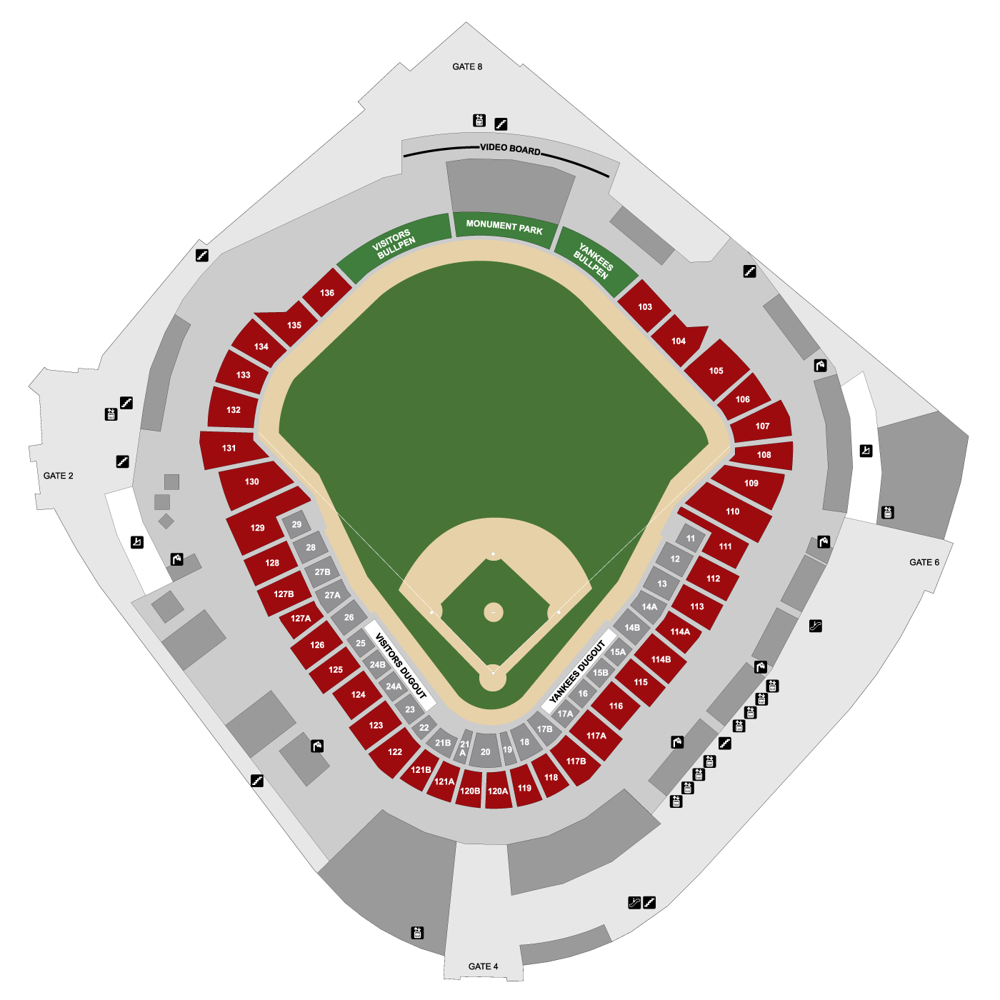 GATE 8
VIDEO BOARD
MONUMENT PARK
VISITORS
BULLPEN
YANKEES
BULLPEN
136
103
135
104
134
105
133
106
132
107
131
108
GATE 2
130
109
110
129
29
11
111
28
12
GATE 6
128
27B
13
112
127B
27A
14A
113
127A
26
14B
114A
126
25
VISITORS DUGOUT
YANKEES DUGOUT
15A
114B
125
24B
15B
115
124
24A
16
116
23
17A
123
22
17B
117A
122
21B
21
A
20
19
18
117B
121B
121A
120B
120A
119
118
GATE 4